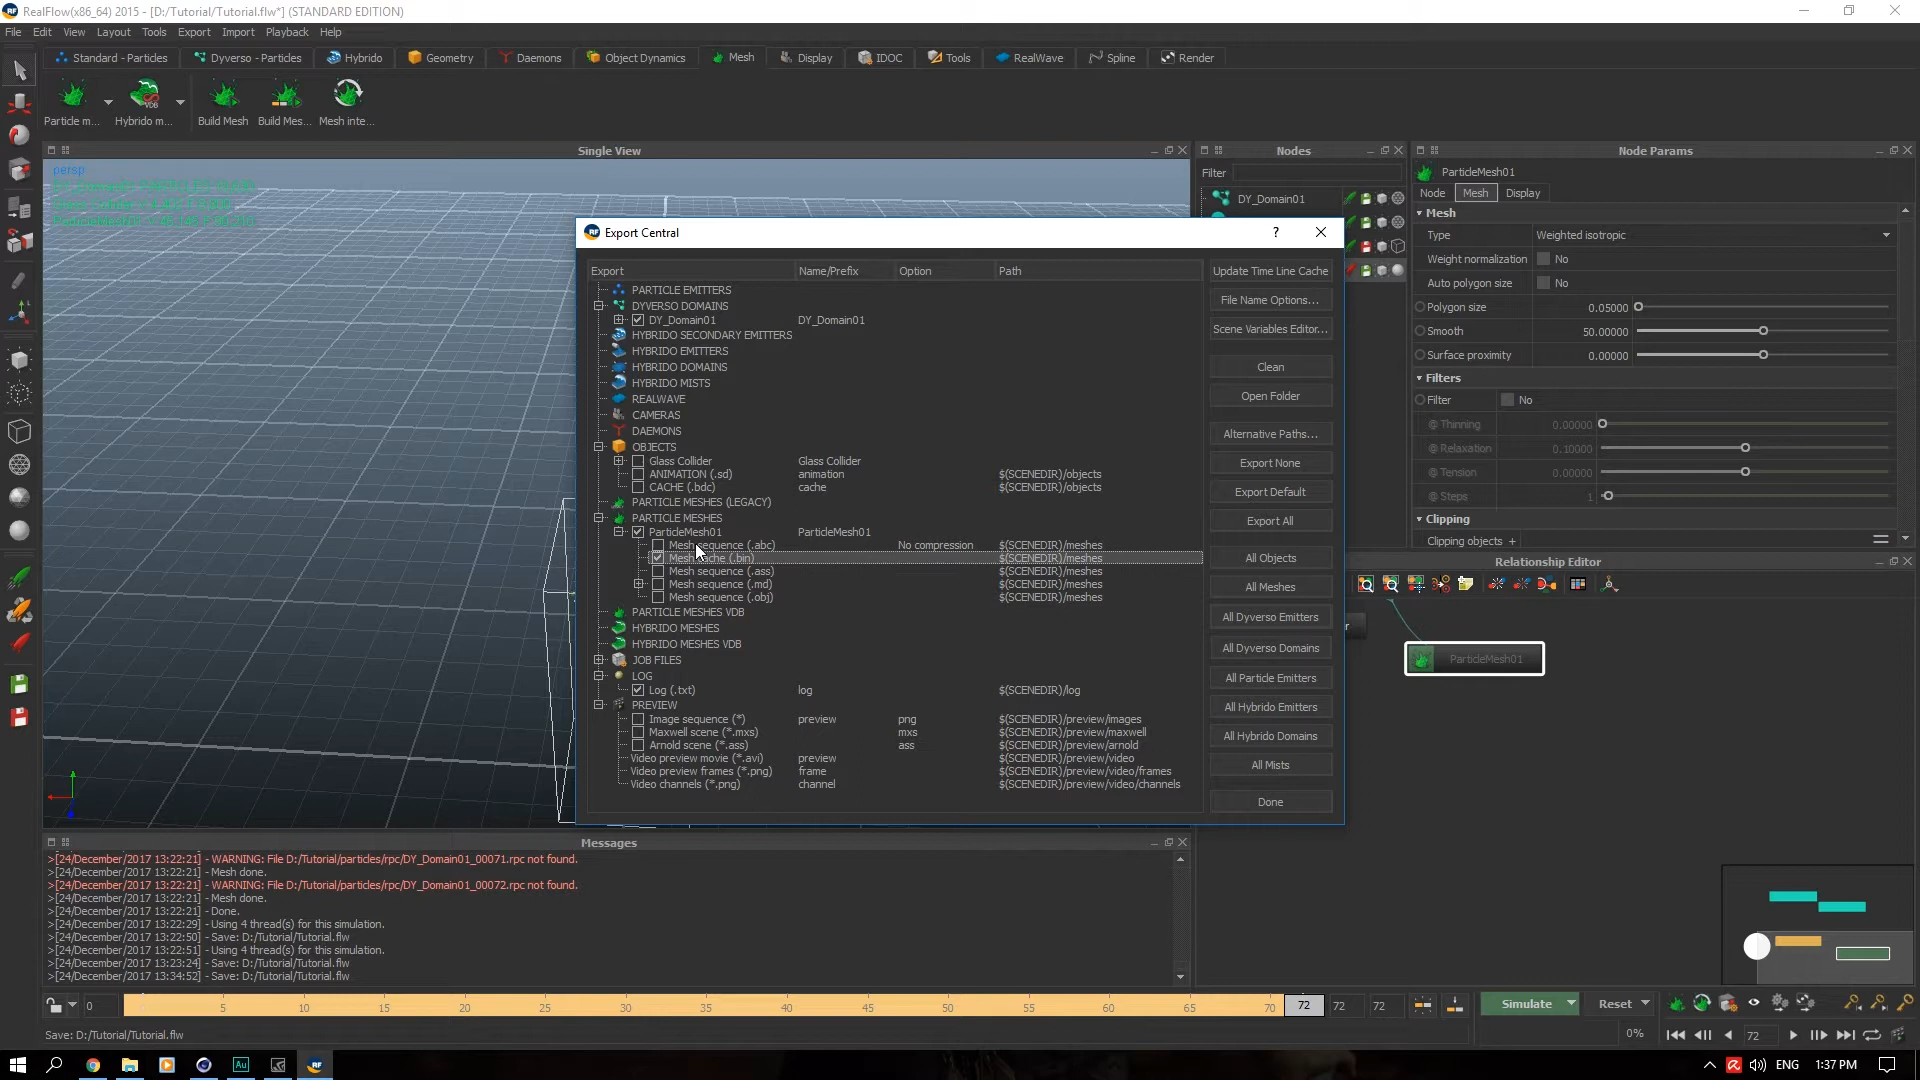 RealFlow(x86_64) 2015 - [D:/Tutorial/Tutorial.flw*] (STANDARD EDITION)
File Edit View Layout Tools Export Import Playback Help
Standard - Particles Dyverso - Particles Hybrido Geometry Daemons Object Dynamics Mesh Display IDOC Tools RealWave Spline Render
Particle m... Hybrido m... Build Mesh Build Mes... Mesh inte...
Single View
persp
Nodes
Filter
DY_Domain01
Node Params
ParticleMesh01
Node Mesh Display
Mesh
Type Weighted isotropic
Weight normalization No
Auto polygon size No
Polygon size 0.05000
Smooth 50.00000
Surface proximity 0.00000
Filters
Filter No
@ Thinning 0.00000
@ Relaxation 0.10000
@ Tension 0.00000
@ Steps 1
Clipping
Clipping objects +
Export Central
? 
Export Name/Prefix Option Path
PARTICLE EMITTERS
DYVERSO DOMAINS
DY_Domain01 DY_Domain01
HYBRIDO SECONDARY EMITTERS
HYBRIDO EMITTERS
HYBRIDO DOMAINS
HYBRIDO MISTS
REALWAVE
CAMERAS
DAEMONS
OBJECTS
Glass Collider Glass Collider
ANIMATION (.sd) animation $(SCENEDIR)/objects
CACHE (.bdc) cache $(SCENEDIR)/objects
PARTICLE MESHES (LEGACY)
PARTICLE MESHES
ParticleMesh01 ParticleMesh01
Mesh sequence (.abc) No compression $(SCENEDIR)/meshes
Mesh cache (.bin) $(SCENEDIR)/meshes
Mesh sequence (.ass) $(SCENEDIR)/meshes
Mesh sequence (.md) $(SCENEDIR)/meshes
Mesh sequence (.obj) $(SCENEDIR)/meshes
PARTICLE MESHES VDB
HYBRIDO MESHES
HYBRIDO MESHES VDB
JOB FILES
LOG
Log (.txt) log $(SCENEDIR)/log
PREVIEW
Image sequence (*) preview png $(SCENEDIR)/preview/images
Maxwell scene (*.mxs) mxs $(SCENEDIR)/preview/maxwell
Arnold scene (*.ass) ass $(SCENEDIR)/preview/arnold
Video preview movie (*.avi) preview $(SCENEDIR)/preview/video
Video preview frames (*.png) frame $(SCENEDIR)/preview/video/frames
Video channels (*.png) channel $(SCENEDIR)/preview/video/channels
Update Time Line Cache
File Name Options...
Scene Variables Editor...
Clean
Open Folder
Alternative Paths...
Export None
Export Default
Export All
All Objects
All Meshes
All Dyverso Emitters
All Dyverso Domains
All Particle Emitters
All Hybrido Emitters
All Hybrido Domains
All Mists
Done
Relationship Editor
ParticleMesh01
Messages
>[24/December/2017 13:22:21] - WARNING: File D:/Tutorial/particles/rpc/DY_Domain01_00071.rpc not found.
>[24/December/2017 13:22:21] - Mesh done.
>[24/December/2017 13:22:21] - WARNING: File D:/Tutorial/particles/rpc/DY_Domain01_00072.rpc not found.
>[24/December/2017 13:22:21] - Mesh done.
>[24/December/2017 13:22:21] - Done.
>[24/December/2017 13:22:29] - Using 4 thread(s) for this simulation.
>[24/December/2017 13:22:50] - Save: D:/Tutorial/Tutorial.flw
>[24/December/2017 13:22:51] - Using 4 thread(s) for this simulation.
>[24/December/2017 13:23:24] - Save: D:/Tutorial/Tutorial.flw
>[24/December/2017 13:34:52] - Save: D:/Tutorial/Tutorial.flw
0 5 10 15 20 25 30 35 40 45 50 55 60 65 70 72 72 72
Simulate Reset
Save: D:/Tutorial/Tutorial.flw
0% 72
ENG 1:37 PM